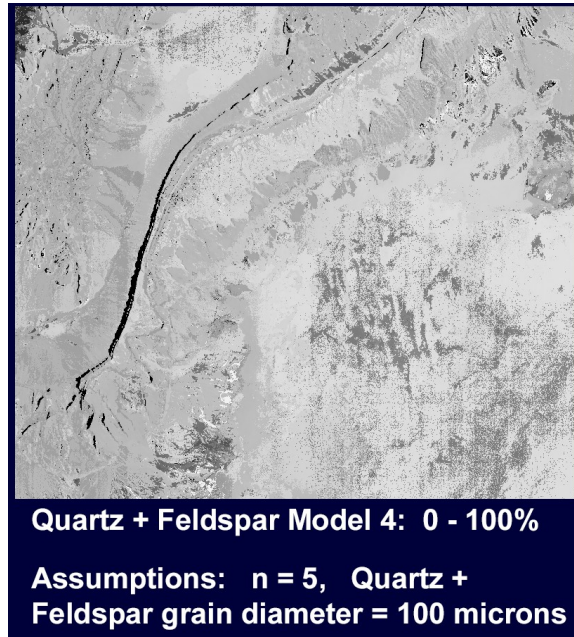 Quartz + Feldspar Model 4: 0 - 100%
Assumptions: n = 5, Quartz +
Feldspar grain diameter = 100 microns